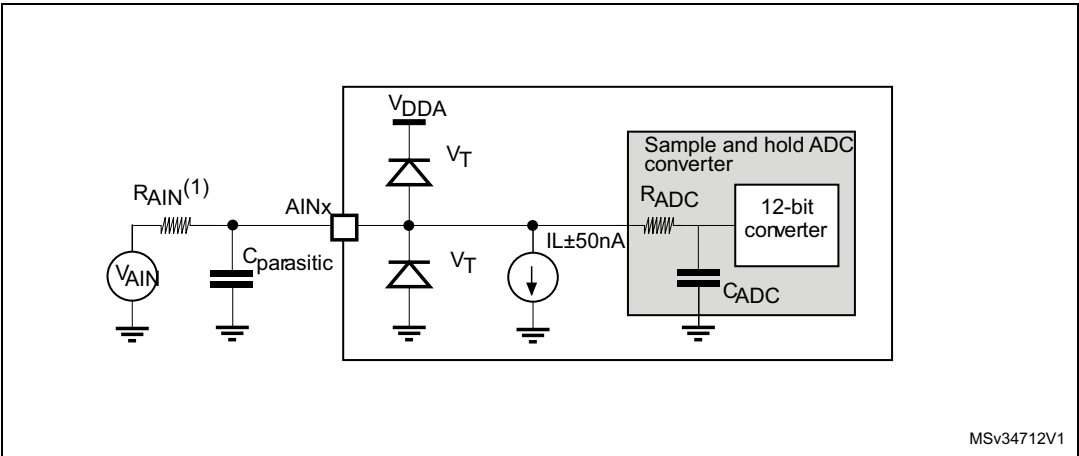 VDDA
VT
Sample and hold ADC
converter
RAIN(1)
AINx
RADC
12-bit
converter
IL±50nA
VT
Cparasitic
VAIN
CADC
MSv34712V1